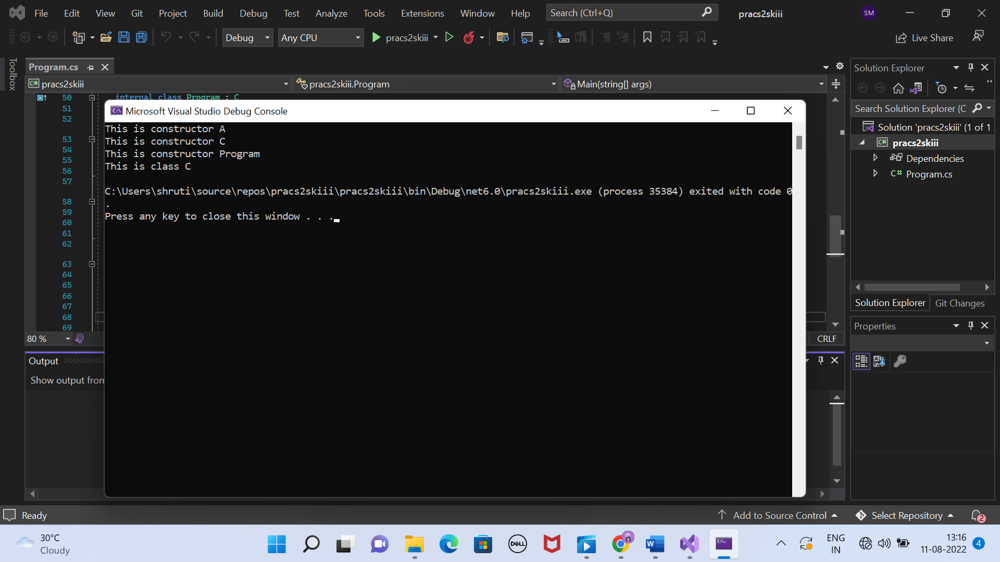 File Edit View Git Project Build Debug Test Analyze Tools Extensions Window Help Search (Ctrl+Q) pracs2skiii SM
Debug Any CPU pracs2skiii Live Share
Toolbox
Program.cs
pracs2skiii pracs2skiii.Program Main(string[] args)
50 internal class Program : C
51
52
53
54
55
56
57
58
59
60
61
62
63
64
65
66
67
68
69
Microsoft Visual Studio Debug Console
This is constructor A
This is constructor C
This is constructor Program
This is class C
C:\Users\shruti\source\repos\pracs2skiii\pracs2skiii\bin\Debug\net6.0\pracs2skiii.exe (process 35384) exited with code 0
.
Press any key to close this window . . .
80 % CRLF
Output
Show output from
Solution Explorer
Search Solution Explorer (C
Solution 'pracs2skiii' (1 of 1
C# pracs2skiii
Dependencies
C# Program.cs
Solution Explorer Git Changes
Properties
Ready Add to Source Control Select Repository 2
30°C
Cloudy
DELL
ENG
IN
13:16
11-08-2022
4